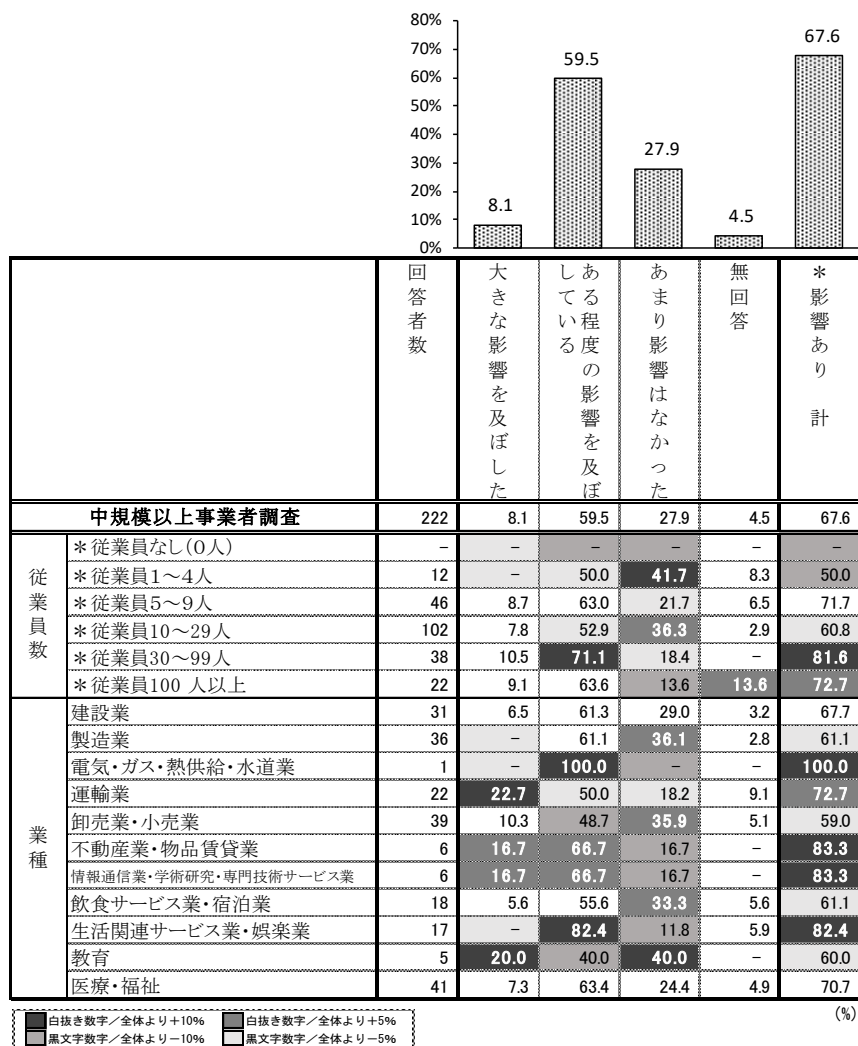 80%
70%
60%
50%
40%
30%
20%
10%
0%
8.1
59.5
27.9
4.5
67.6
回答者数
大きな影響を及ぼした
ある程度の影響を及ぼ
している
あまり影響はなかった
無回答
＊影響あり 計
中規模以上事業者調査 222 8.1 59.5 27.9 4.5 67.6
従業員数
＊従業員なし(0人) － － － － － －
＊従業員1～4人 12 － 50.0 41.7 8.3 50.0
＊従業員5～9人 46 8.7 63.0 21.7 6.5 71.7
＊従業員10～29人 102 7.8 52.9 36.3 2.9 60.8
＊従業員30～99人 38 10.5 71.1 18.4 － 81.6
＊従業員100 人以上 22 9.1 63.6 13.6 13.6 72.7
業種
建設業 31 6.5 61.3 29.0 3.2 67.7
製造業 36 － 61.1 36.1 2.8 61.1
電気・ガス・熱供給・水道業 1 － 100.0 － － 100.0
運輸業 22 22.7 50.0 18.2 9.1 72.7
卸売業・小売業 39 10.3 48.7 35.9 5.1 59.0
不動産業・物品賃貸業 6 16.7 66.7 16.7 － 83.3
情報通信業・学術研究・専門技術サービス業 6 16.7 66.7 16.7 － 83.3
飲食サービス業・宿泊業 18 5.6 55.6 33.3 5.6 61.1
生活関連サービス業・娯楽業 17 － 82.4 11.8 5.9 82.4
教育 5 20.0 40.0 40.0 － 60.0
医療・福祉 41 7.3 63.4 24.4 4.9 70.7
(%)
白抜き数字／全体より＋10% 白抜き数字／全体より＋5%
黒文字数字／全体より－10% 黒文字数字／全体より－5%